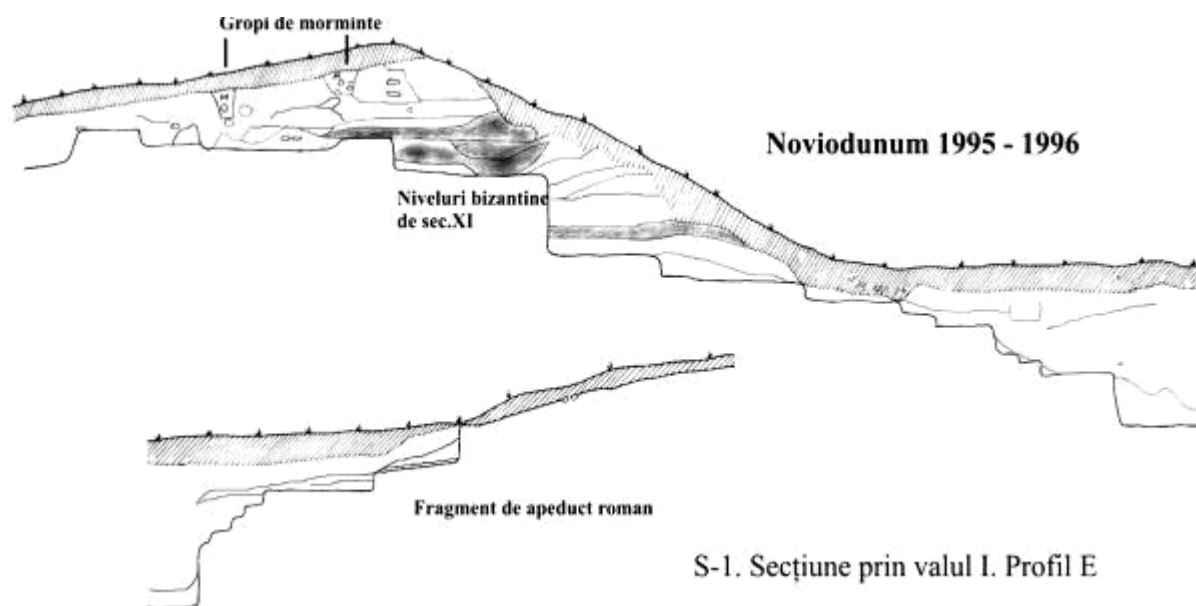 Gropi de morminte
Noviodunum 1995 - 1996
Niveluri bizantine
de sec.XI
Fragment de apeduct roman
S-1. Secțiune prin valul I. Profil E